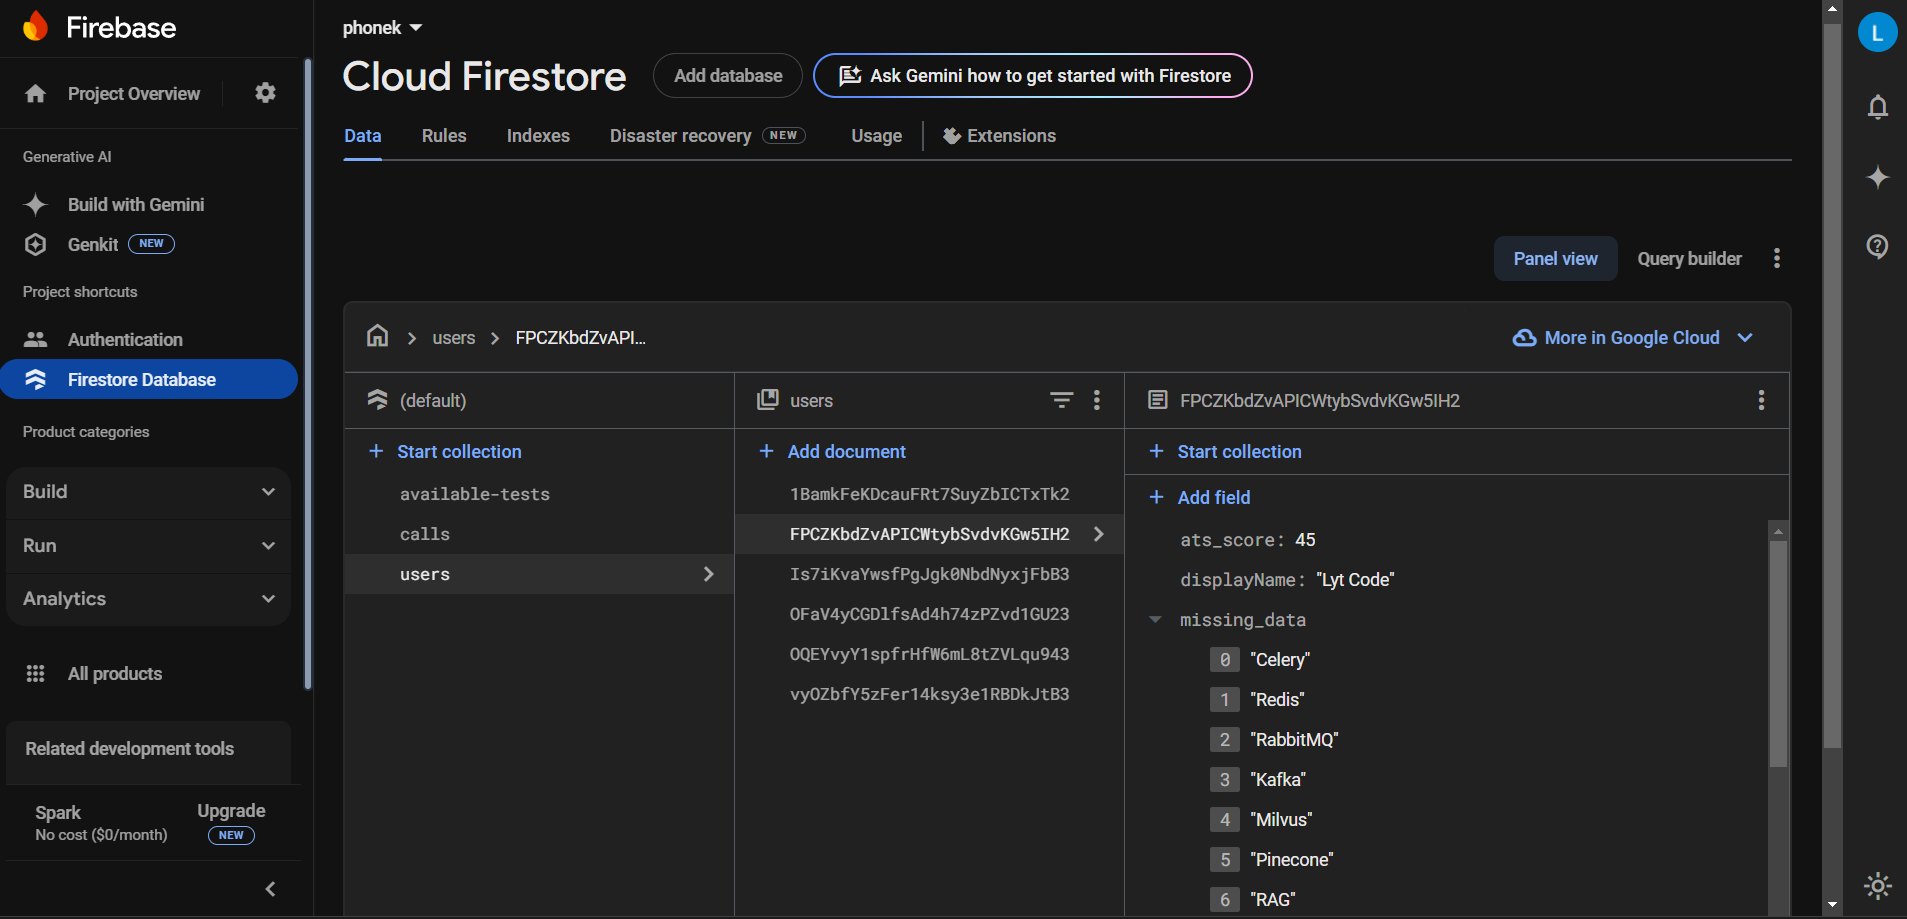 Firebase
Project Overview
Generative AI
Build with Gemini
Genkit NEW
Project shortcuts
Authentication
Firestore Database
Product categories
Build
Run
Analytics
All products
Related development tools
Spark
No cost ($0/month)
Upgrade
NEW
phonek
Cloud Firestore
Add database
Ask Gemini how to get started with Firestore
Data
Rules
Indexes
Disaster recovery NEW
Usage
Extensions
Panel view
Query builder
users
FPCZKbdZvAPI...
More in Google Cloud
(default)
+ Start collection
available-tests
calls
users
users
+ Add document
1BamkFeKDcauFRt7SuyZbICTxTk2
FPCZKbdZvAPICWtybSvdvKGw5IH2
Is7iKvaYwsfPgJgk0NbdNyxjFbB3
OFaV4yCGDlfsAd4h74zPZvd1GU23
OQEYvyY1spfrHfW6mL8tZVLqu943
vyOZbfY5zFer14ksy3e1RBDkJtB3
FPCZKbdZvAPICWtybSvdvKGw5IH2
+ Start collection
+ Add field
ats_score: 45
displayName: "Lyt Code"
missing_data
0 "Celery"
1 "Redis"
2 "RabbitMQ"
3 "Kafka"
4 "Milvus"
5 "Pinecone"
6 "RAG"
L